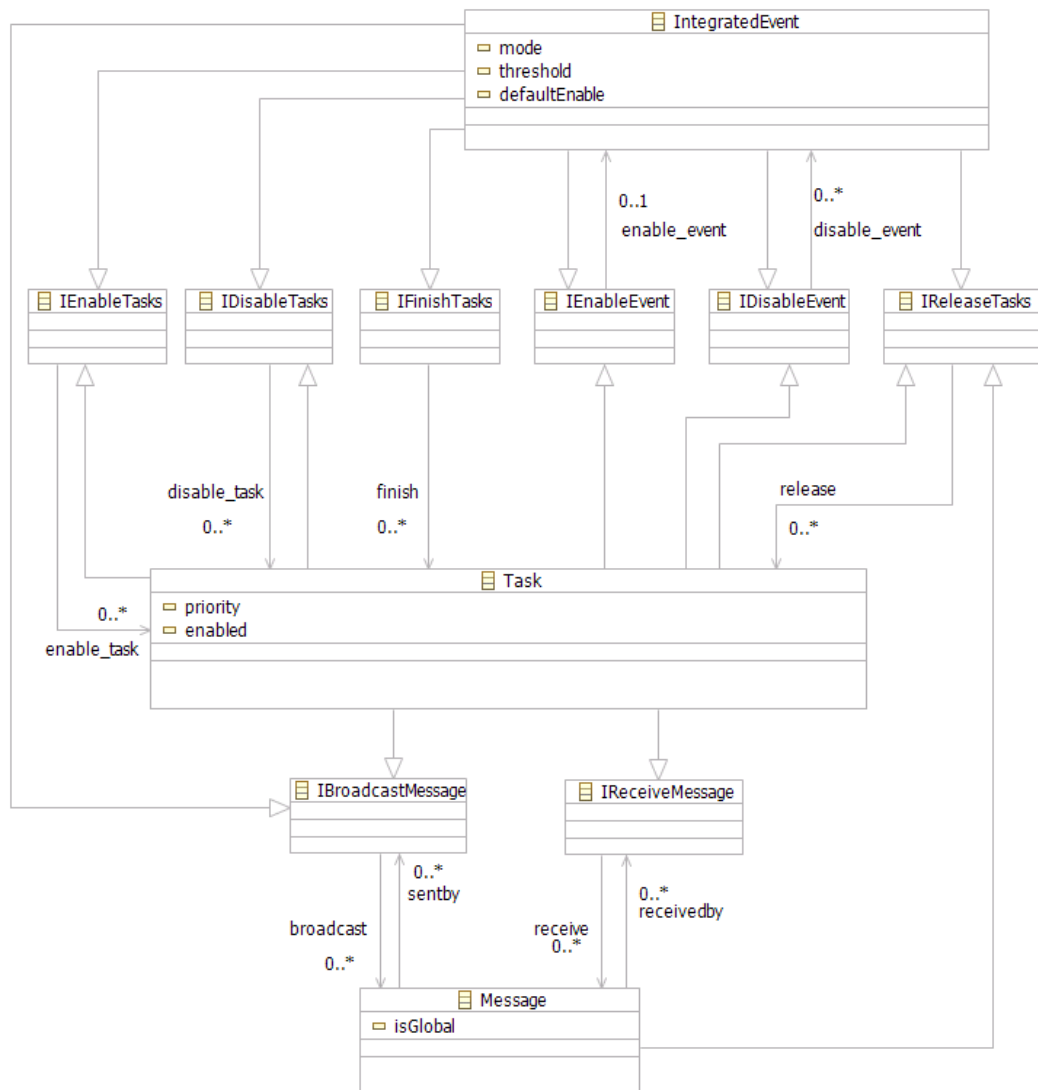 IntegratedEvent
mode
threshold
defaultEnable
0..1
enable_event
0..*
disable_event
IEnableTasks
IDisableTasks
IFinishTasks
IEnableEvent
IDisableEvent
IReleaseTasks
disable_task
0..*
finish
0..*
release
0..*
Task
priority
enabled
0..*
enable_task
IBroadcastMessage
IReceiveMessage
0..*
sentby
0..*
receivedby
broadcast
0..*
receive
0..*
Message
isGlobal